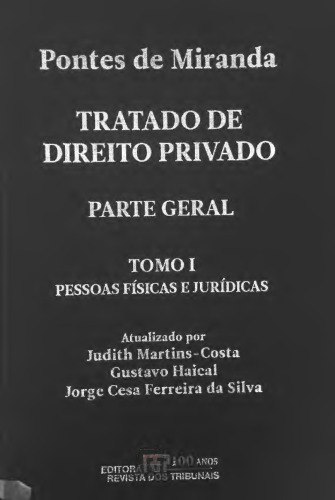 Pontes de Miranda
TRATADO DE
DIREITO PRIVADO
PARTE GERAL
TOMO I
PESSOAS FÍSICAS E JURÍDICAS
Atualizado por
Judith Martins-Costa
Gustavo Haical
Jorge Cesa Ferreira da Silva
EDITORA 100 ANOS
REVISTA DOS TRIBUNAIS